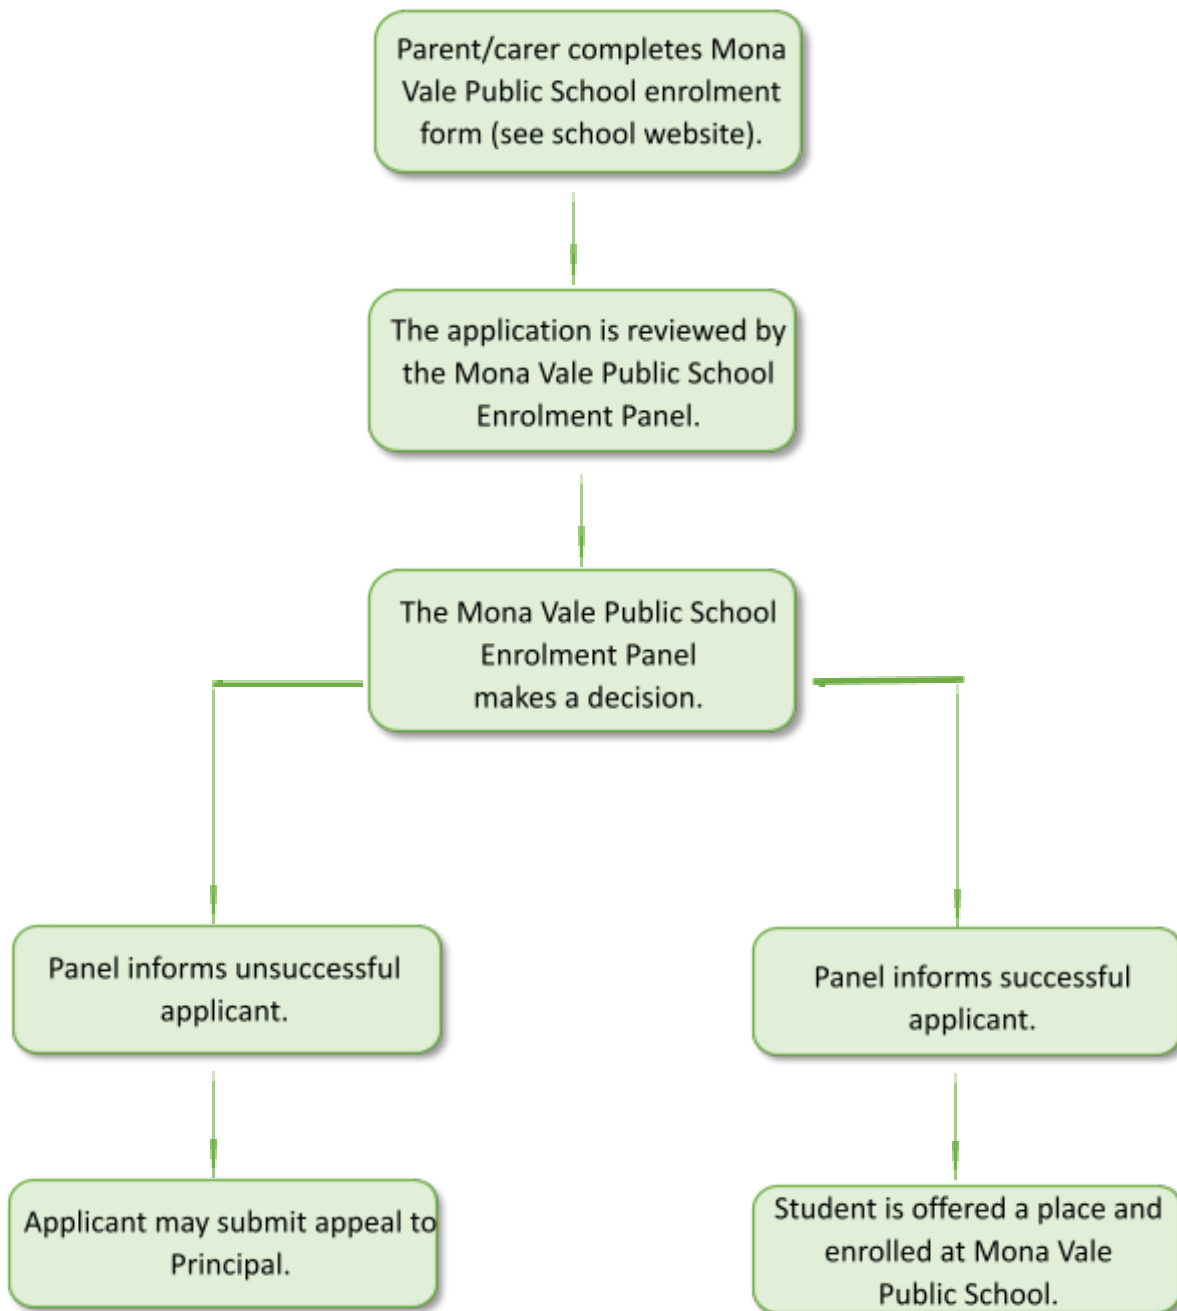 Parent/carer completes Mona
Vale Public School enrolment
form (see school website).
The application is reviewed by
the Mona Vale Public School
Enrolment Panel.
The Mona Vale Public School
Enrolment Panel
makes a decision.
Panel informs unsuccessful
applicant.
Panel informs successful
applicant.
Applicant may submit appeal to
Principal.
Student is offered a place and
enrolled at Mona Vale
Public School.